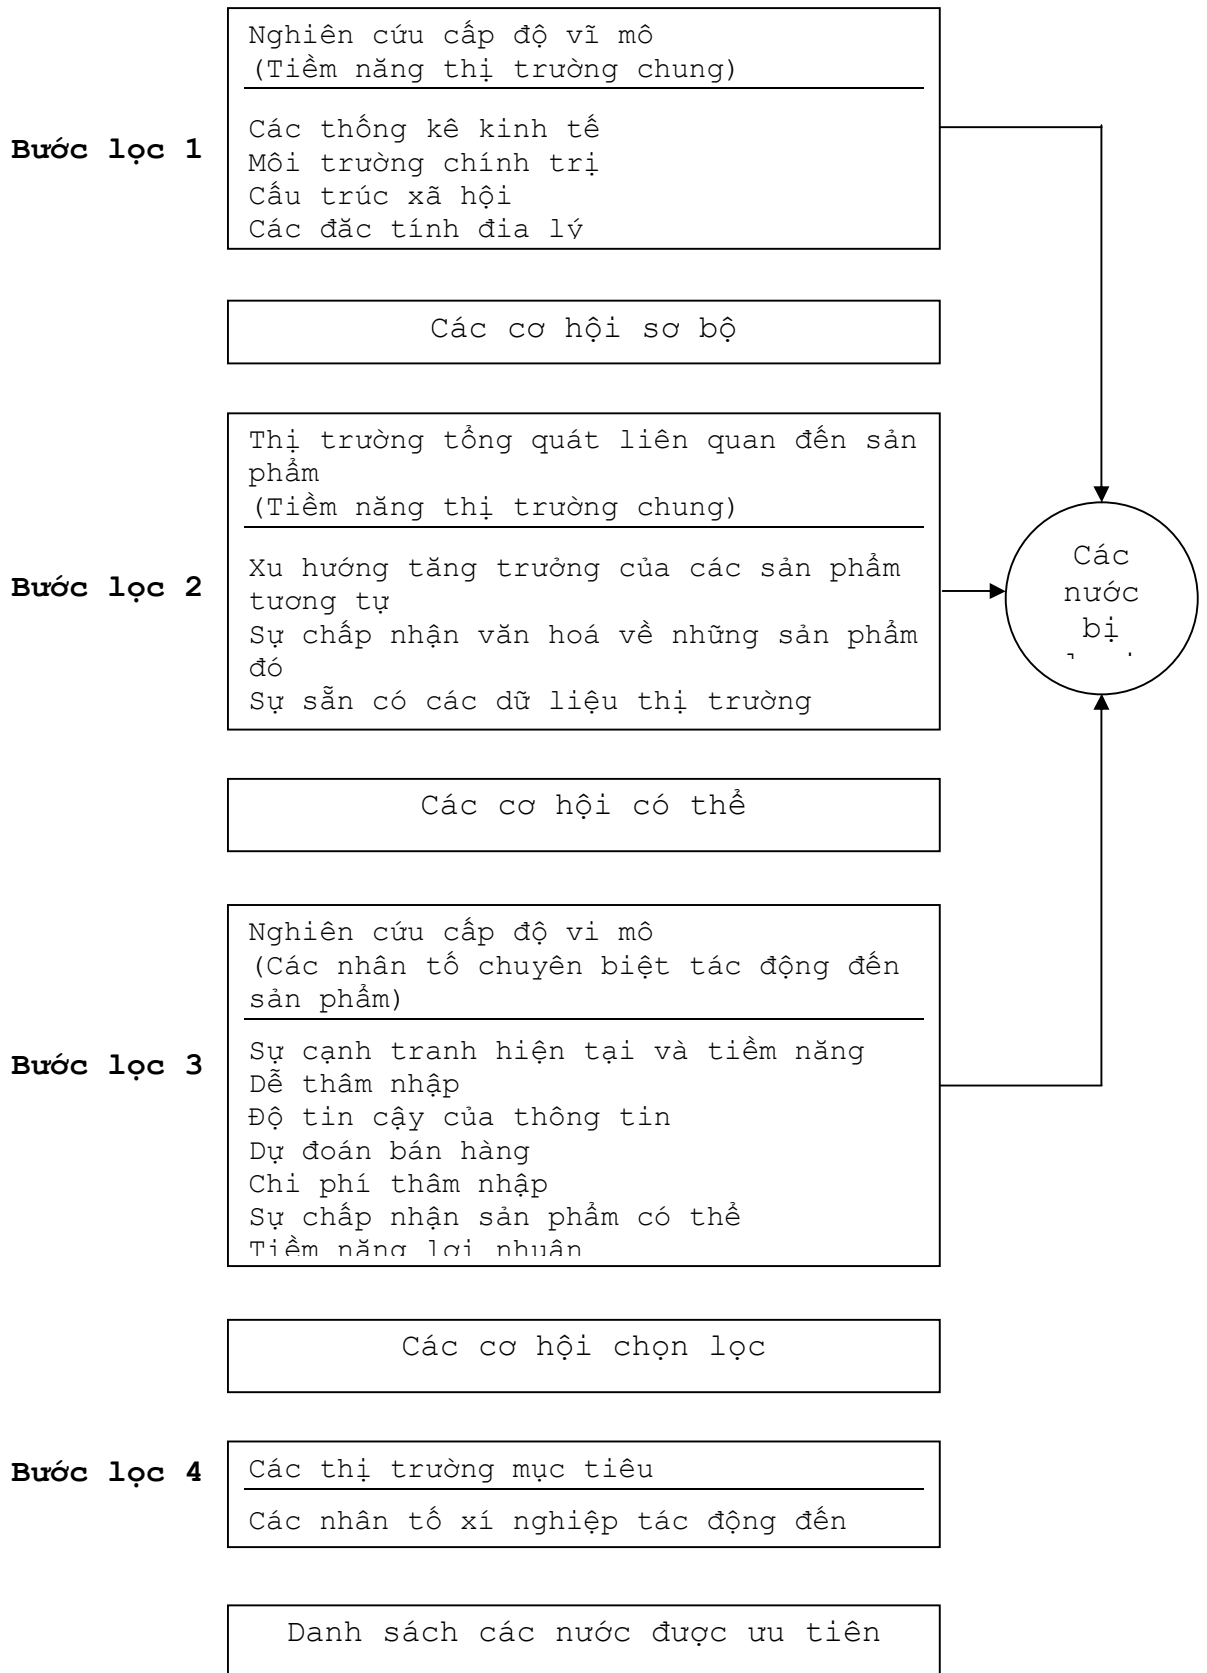 Nghiên cứu cấp độ vĩ mô
(Tiềm năng thị trường chung)
Bước lọc 1
Các thống kê kinh tế
Môi trường chính trị
Cấu trúc xã hội
Các đặc tính địa lý
Các cơ hội sơ bộ
Thị trường tổng quát liên quan đến sản
phẩm
(Tiềm năng thị trường chung)
Bước lọc 2
Xu hướng tăng trưởng của các sản phẩm
tương tự
Sự chấp nhận văn hoá về những sản phẩm
đó
Sự sẵn có các dữ liệu thị trường
Các
nước
bị
Các cơ hội có thể
Nghiên cứu cấp độ vi mô
(Các nhân tố chuyên biệt tác động đến
sản phẩm)
Bước lọc 3
Sự cạnh tranh hiện tại và tiềm năng
Dễ thâm nhập
Độ tin cậy của thông tin
Dự đoán bán hàng
Chi phí thâm nhập
Sự chấp nhận sản phẩm có thể
Tiềm năng lợi nhuận
Các cơ hội chọn lọc
Bước lọc 4
Các thị trường mục tiêu
Các nhân tố xí nghiệp tác động đến
Danh sách các nước được ưu tiên